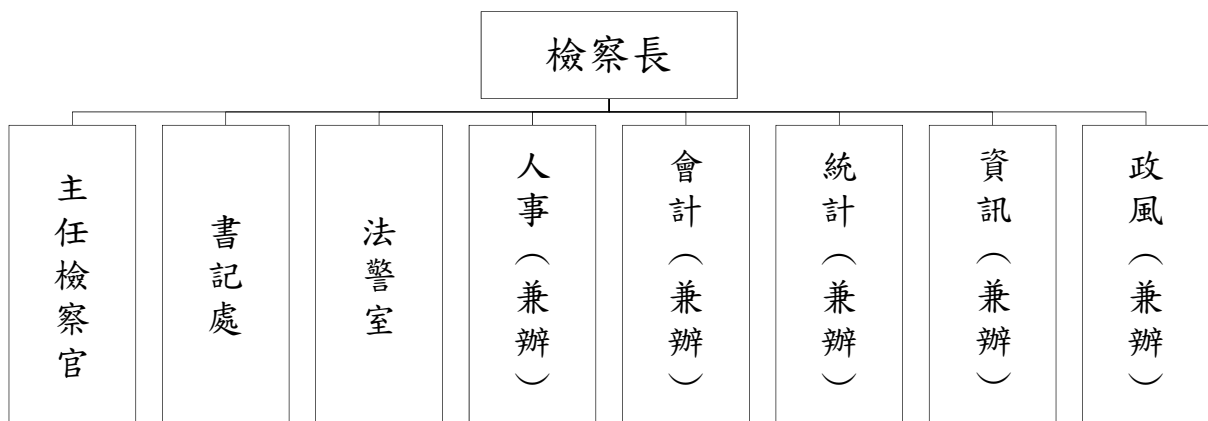 檢察長
主任檢察官
書記處
法警室
人事（兼辦）
會計（兼辦）
統計（兼辦）
資訊（兼辦）
政風（兼辦）